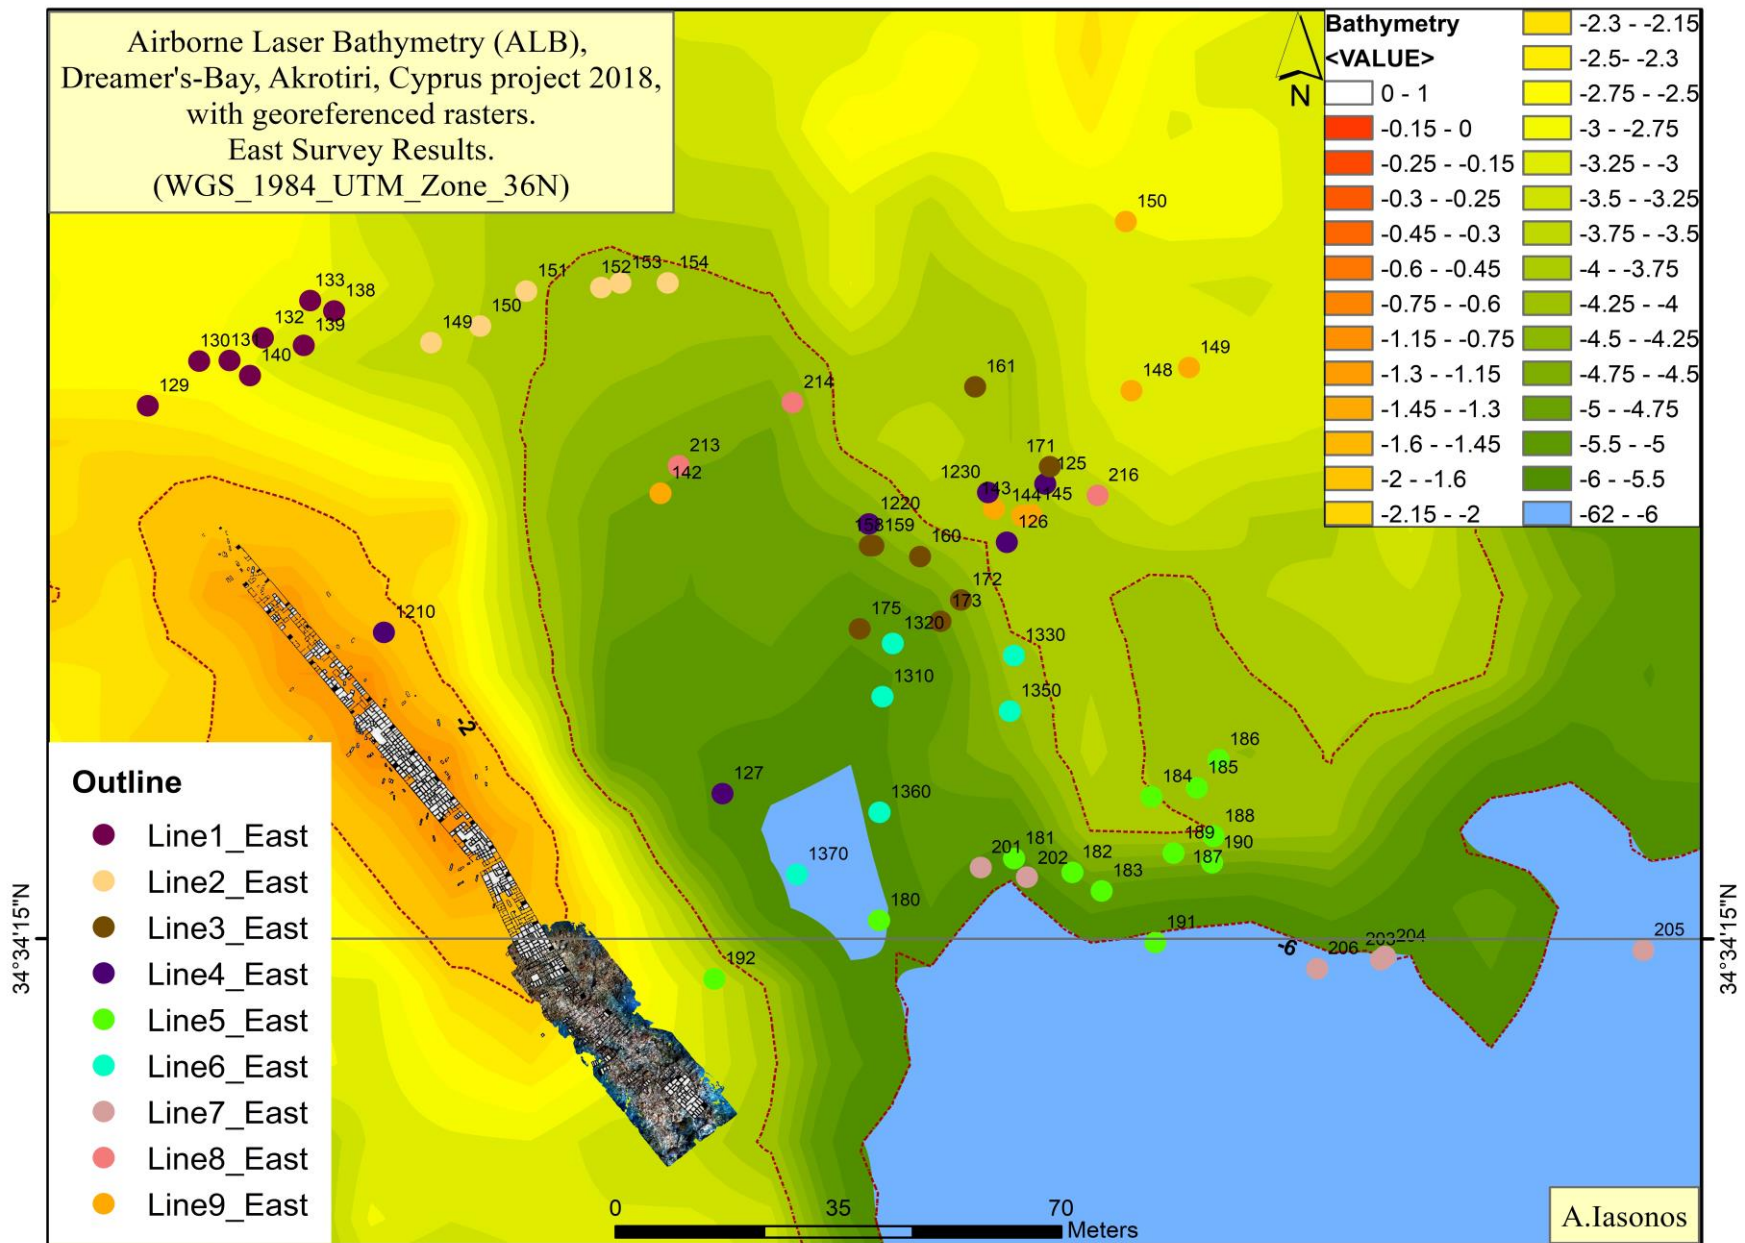 Airborne Laser Bathymetry (ALB),
Dreamer's-Bay, Akrotiri, Cyprus project 2018,
with georeferenced rasters.
East Survey Results.
(WGS_1984_UTM_Zone_36N)
N
Bathymetry
<VALUE>
0 - 1
-0.15 - 0
-0.25 - -0.15
-0.3 - -0.25
-0.45 - -0.3
-0.6 - -0.45
-0.75 - -0.6
-1.15 - -0.75
-1.3 - -1.15
-1.45 - -1.3
-1.6 - -1.45
-2 - -1.6
-2.15 - -2
-2.3 - -2.15
-2.5- -2.3
-2.75 - -2.5
-3 - -2.75
-3.25 - -3
-3.5 - -3.25
-3.75 - -3.5
-4 - -3.75
-4.25 - -4
-4.5 - -4.25
-4.75 - -4.5
-5 - -4.75
-5.5 - -5
-6 - -5.5
-62 - -6
150
133
138
151
152
153
154
132
139
149
150
130
131
140
129
214
161
148
149
213
142
171
125
216
1230
143
144
145
126
1220
158
159
160
172
173
175
1320
1330
1210
1310
1350
-2
127
1360
186
184
185
188
189
190
187
181
182
183
201
202
1370
180
191
192
-6
206
203
204
205
34°34'15"N
34°34'15"N
Outline
Line1_East
Line2_East
Line3_East
Line4_East
Line5_East
Line6_East
Line7_East
Line8_East
Line9_East
0 35 70
Meters
A.Iasonos